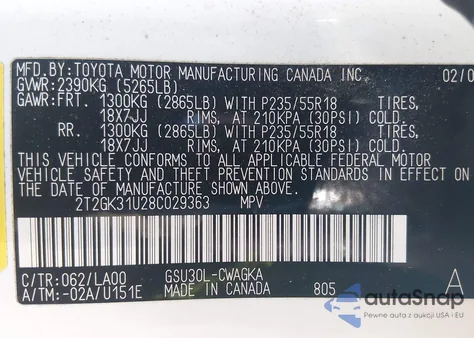 MFD.BY:TOYOTA MOTOR MANUFACTURING CANADA INC. 02/0
GVWR:2390KG (5265LB)
GAWR:FRT. 1300KG (2865LB) WITH P235/55R18 TIRES,
18X7JJ RIMS, AT 210KPA (30PSI) COLD.
RR. 1300KG (2865LB) WITH P235/55R18 TIRES,
18X7JJ RIMS, AT 210KPA (30PSI) COLD.
THIS VEHICLE CONFORMS TO ALL APPLICABLE FEDERAL MOTOR
VEHICLE SAFETY AND THEFT PREVENTION STANDARDS IN EFFECT ON
THE DATE OF MANUFACTURE SHOWN ABOVE.
2T2GK31U28C029363 MPV
C/TR:062/LA00 GSU30L-CWAGKA
A/TM:-02A/U151E MADE IN CANADA 805 A
autoSnap
Pewne auta z USA i EU